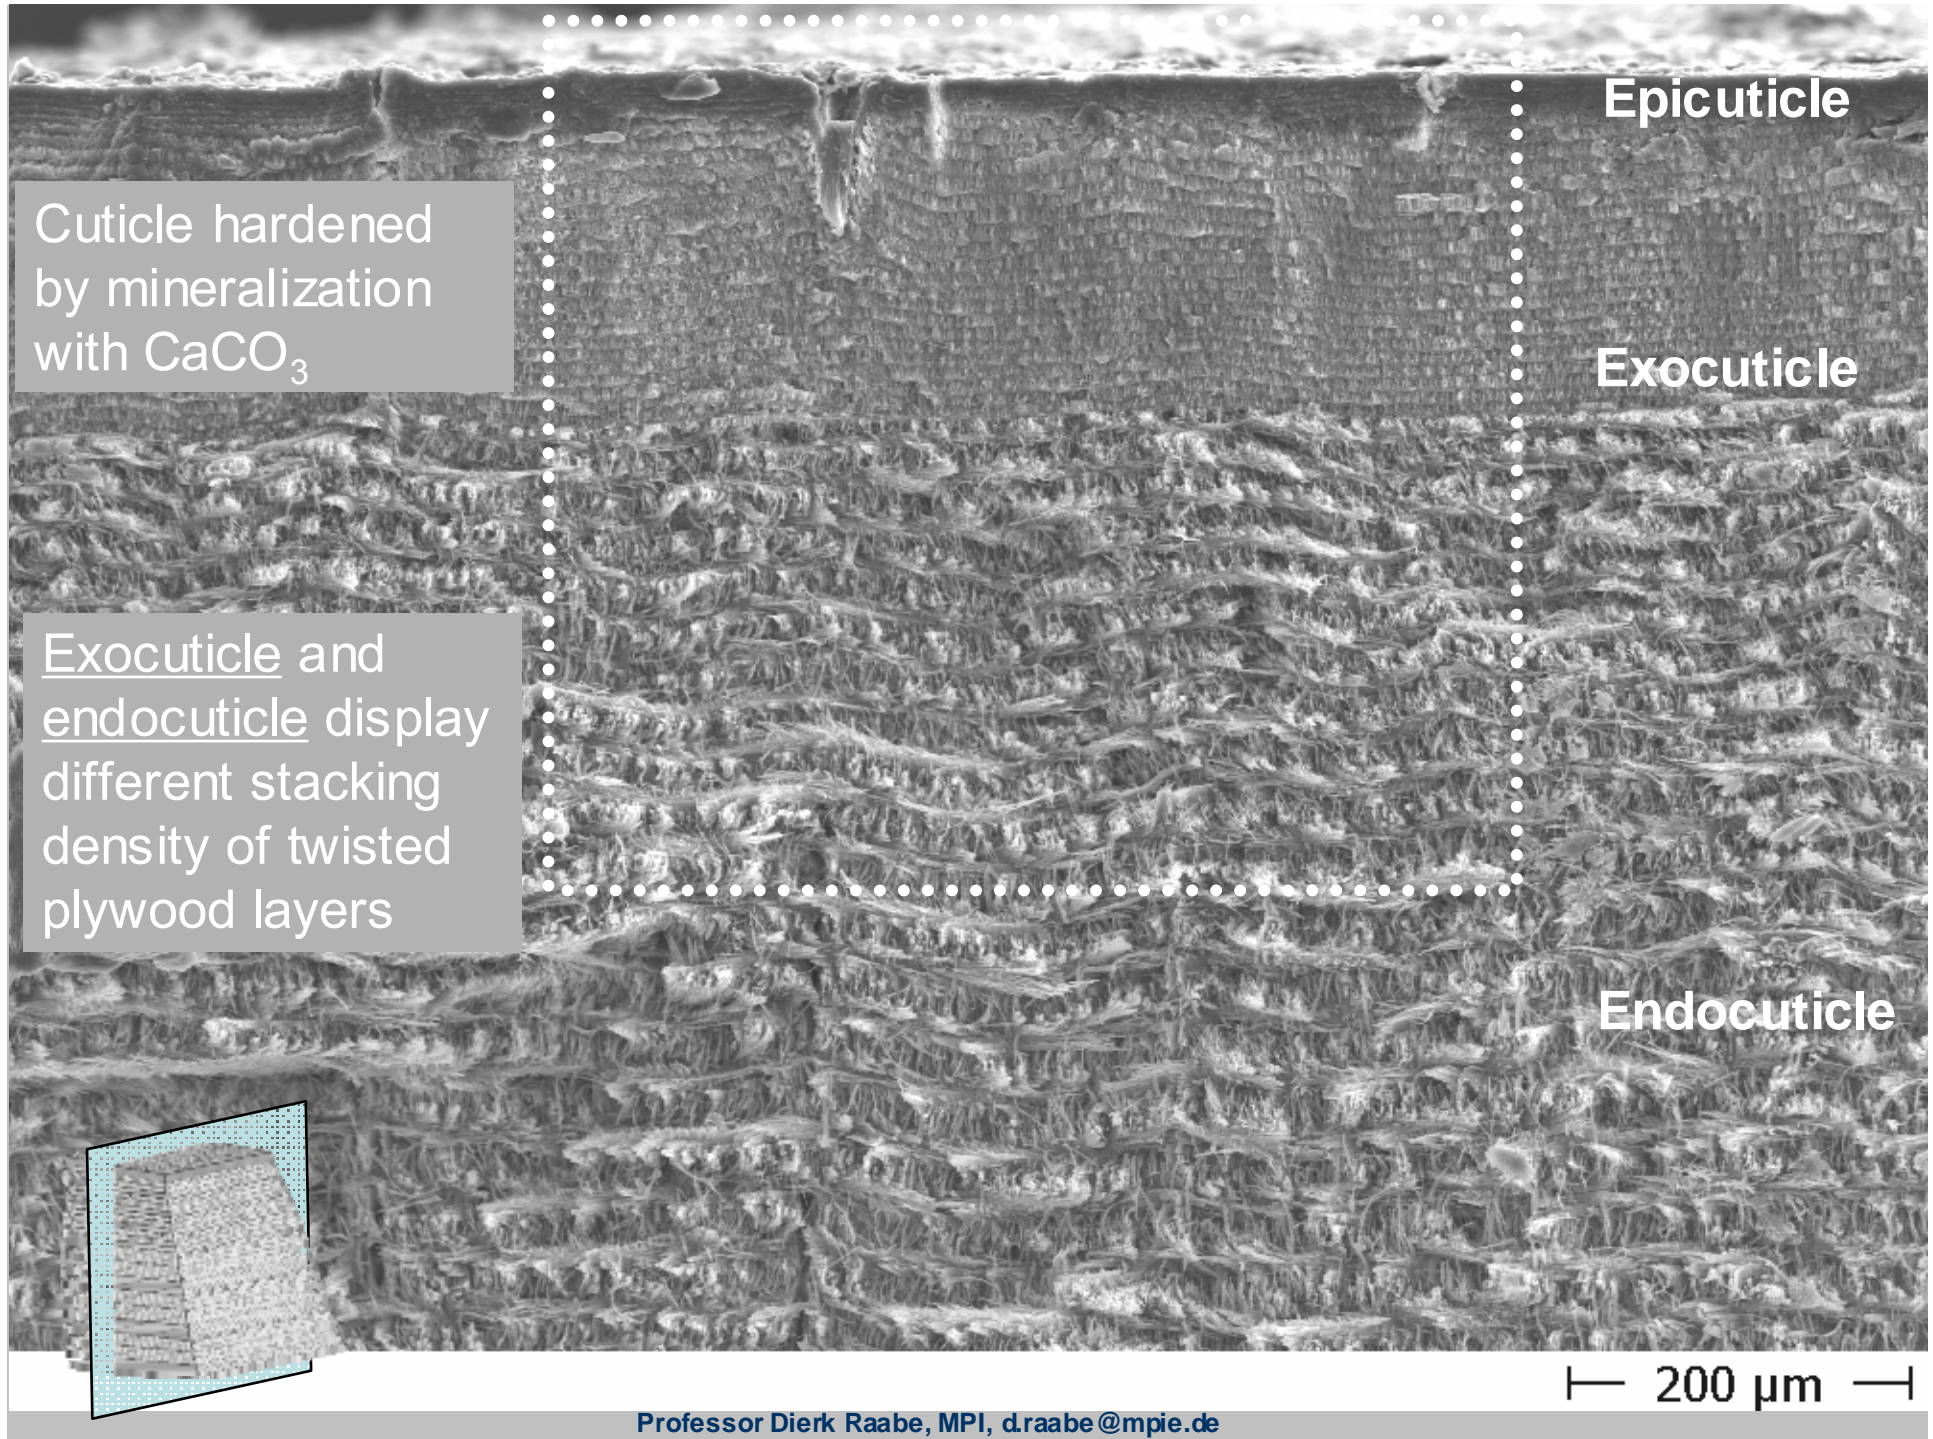 Epicuticle
Cuticle hardened
by mineralization
with CaCO₃
Exocuticle
Exocuticle and
endocuticle display
different stacking
density of twisted
plywood layers
Endocuticle
200 µm
Professor Dierk Raabe, MPI, d.raabe@mpie.de